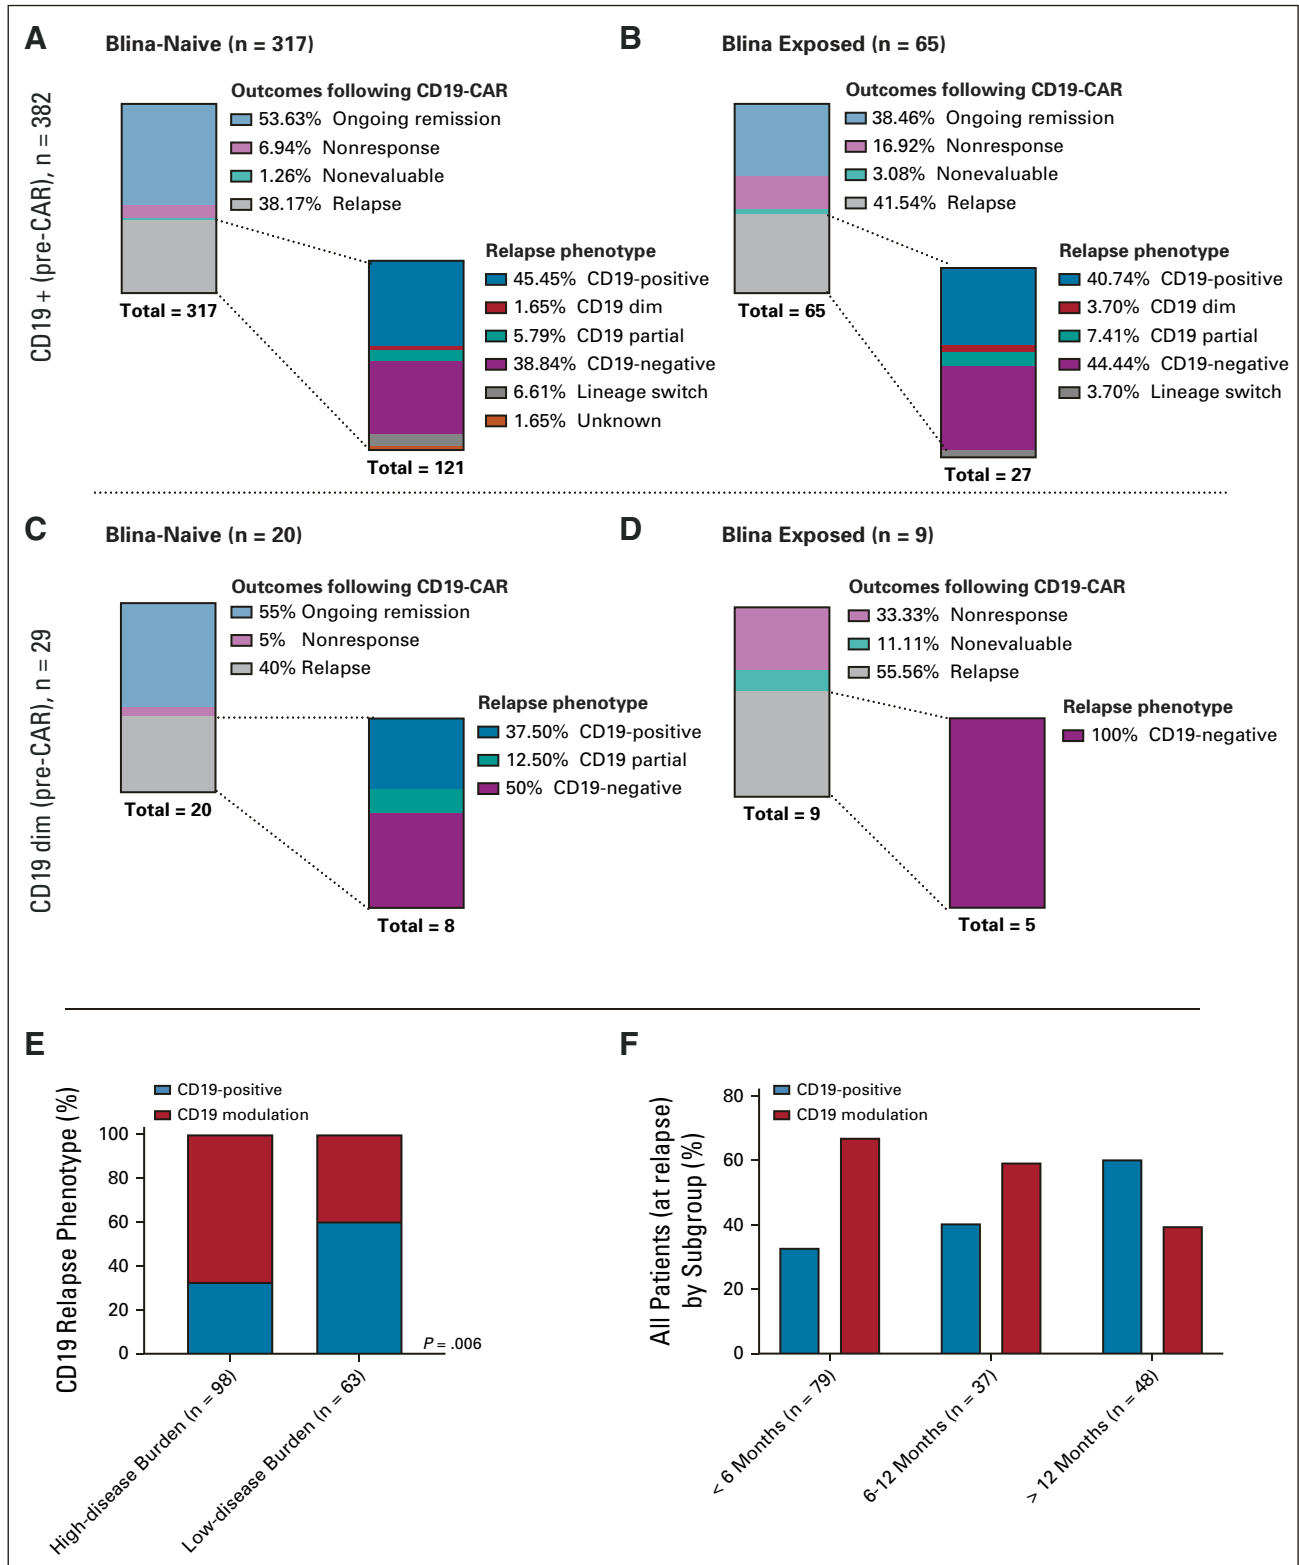 A
Blina-Naive (n = 317)
CD19 + (pre-CAR), n = 382
Outcomes following CD19-CAR
53.63% Ongoing remission
6.94% Nonresponse
1.26% Nonevaluable
38.17% Relapse
Total = 317
Relapse phenotype
45.45% CD19-positive
1.65% CD19 dim
5.79% CD19 partial
38.84% CD19-negative
6.61% Lineage switch
1.65% Unknown
Total = 121
B
Blina Exposed (n = 65)
Outcomes following CD19-CAR
38.46% Ongoing remission
16.92% Nonresponse
3.08% Nonevaluable
41.54% Relapse
Total = 65
Relapse phenotype
40.74% CD19-positive
3.70% CD19 dim
7.41% CD19 partial
44.44% CD19-negative
3.70% Lineage switch
Total = 27
C
Blina-Naive (n = 20)
CD19 dim (pre-CAR), n = 29
Outcomes following CD19-CAR
55% Ongoing remission
5% Nonresponse
40% Relapse
Total = 20
Relapse phenotype
37.50% CD19-positive
12.50% CD19 partial
50% CD19-negative
Total = 8
D
Blina Exposed (n = 9)
Outcomes following CD19-CAR
33.33% Nonresponse
11.11% Nonevaluable
55.56% Relapse
Total = 9
Relapse phenotype
100% CD19-negative
Total = 5
E
CD19 Relapse Phenotype (%)
CD19-positive
CD19 modulation
100
80
60
40
20
0
P = .006
High-disease Burden (n = 98)
Low-disease Burden (n = 63)
F
All Patients (at relapse)
by Subgroup (%)
CD19-positive
CD19 modulation
80
60
40
20
0
< 6 Months (n = 79)
6-12 Months (n = 37)
> 12 Months (n = 48)